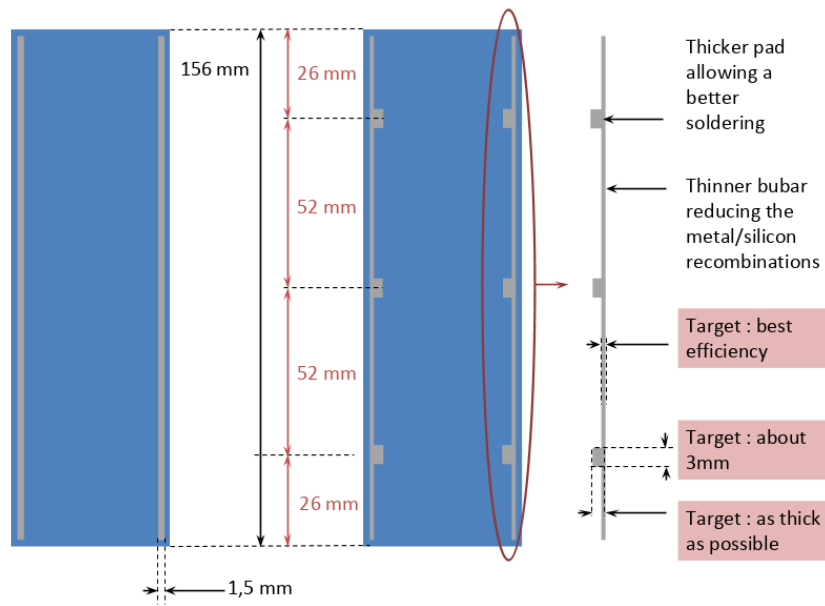 156 mm
26 mm
52 mm
52 mm
26 mm
1,5 mm
Thicker pad
allowing a
better
soldering
Thinner bubar
reducing the
metal/silicon
recombinations
Target : best
efficiency
Target : about
3mm
Target : as thick
as possible